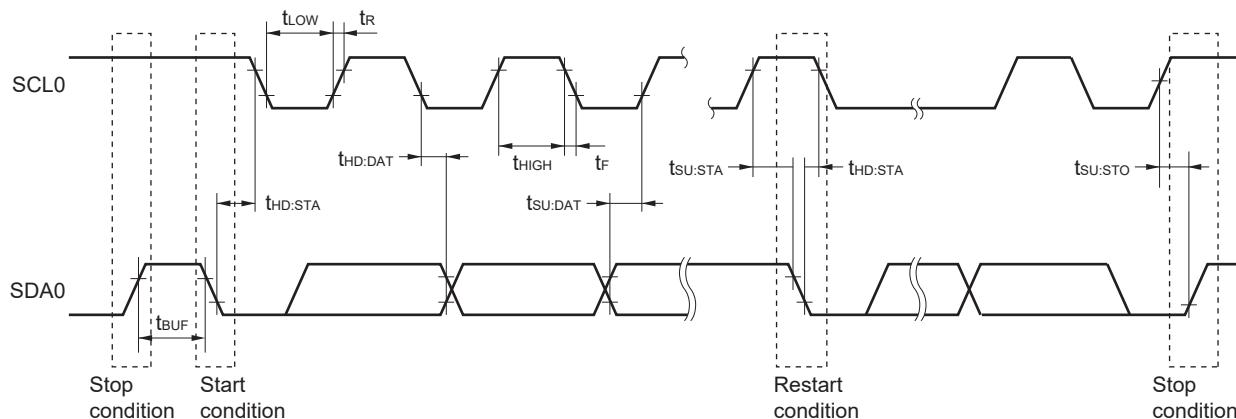 tLOW
tR
SCL0
tHD:DAT
tHIGH
tF
tSU:STA
tHD:STA
tSU:STO
tHD:STA
tSU:DAT
SDA0
tBUF
Stop
condition
Start
condition
Restart
condition
Stop
condition